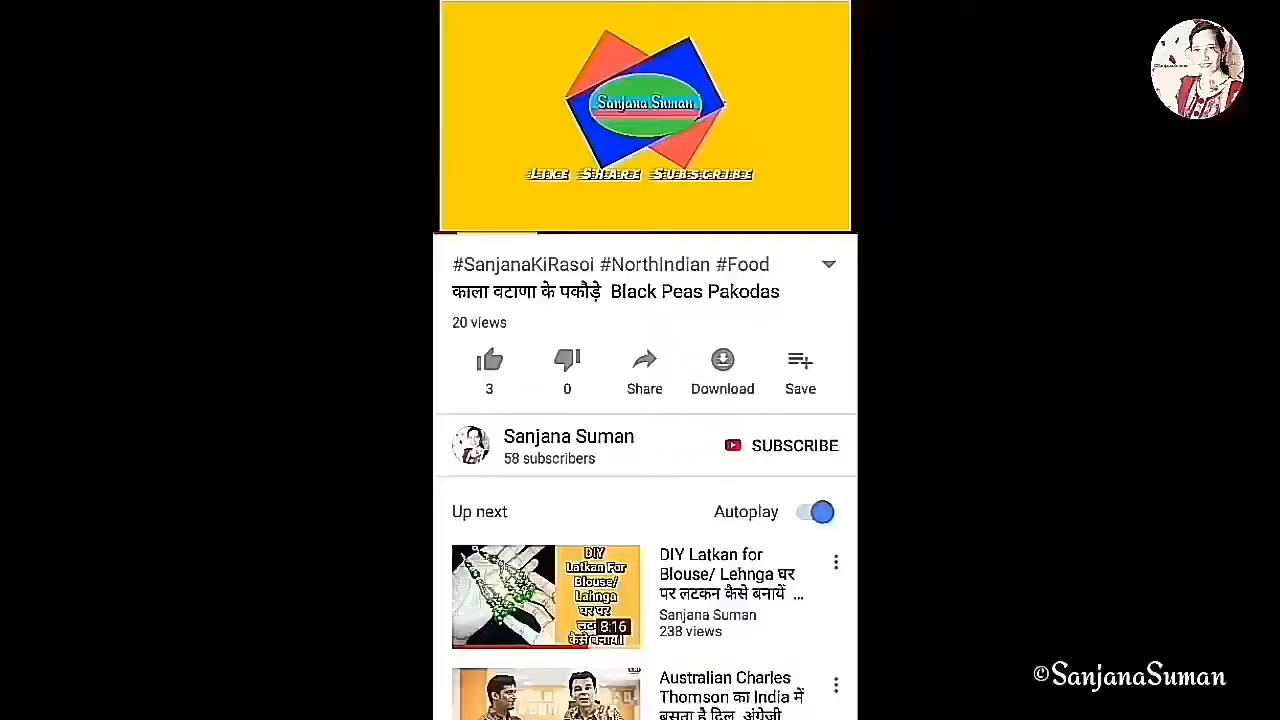 Sanjana Suman
LIKE SHARE SUBSCRIBE
#SanjanaKiRasoi #NorthIndian #Food
काला वटाणा के पकौड़े Black Peas Pakodas
20 views
3
0
Share
Download
Save
Sanjana Suman
58 subscribers
SUBSCRIBE
Up next
Autoplay
DIY
Latkan For
Blouse/
Lahnga
घर पर
8:16
DIY Latkan for
Blouse/ Lehnga घर
पर लटकन कैसे बनायें ...
Sanjana Suman
238 views
Australian Charles
Thomson का India में
बसता है दिल, अंग्रेजी
©SanjanaSuman